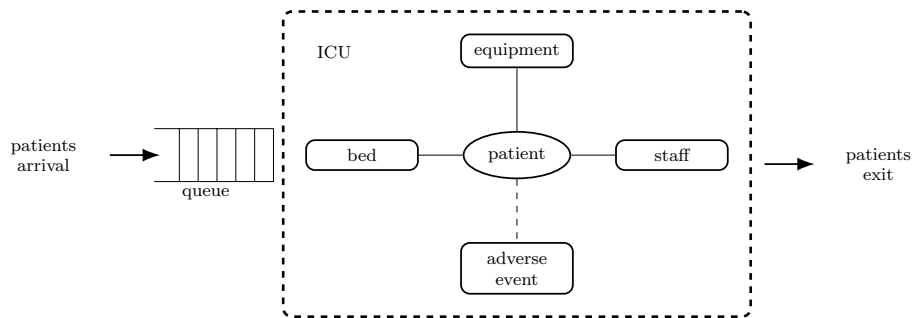 ICU
equipment
patients
arrival
queue
bed
patient
staff
adverse
event
patients
exit